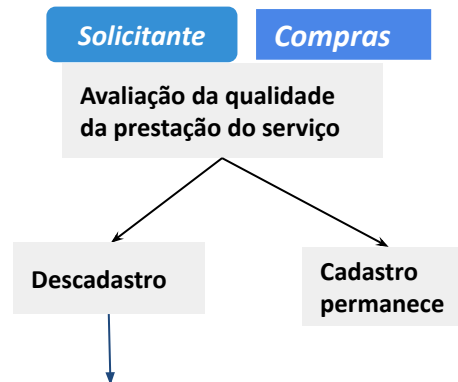 Solicitante
Compras
Avaliação da qualidade
da prestação do serviço
Descadastro
Cadastro
permanece